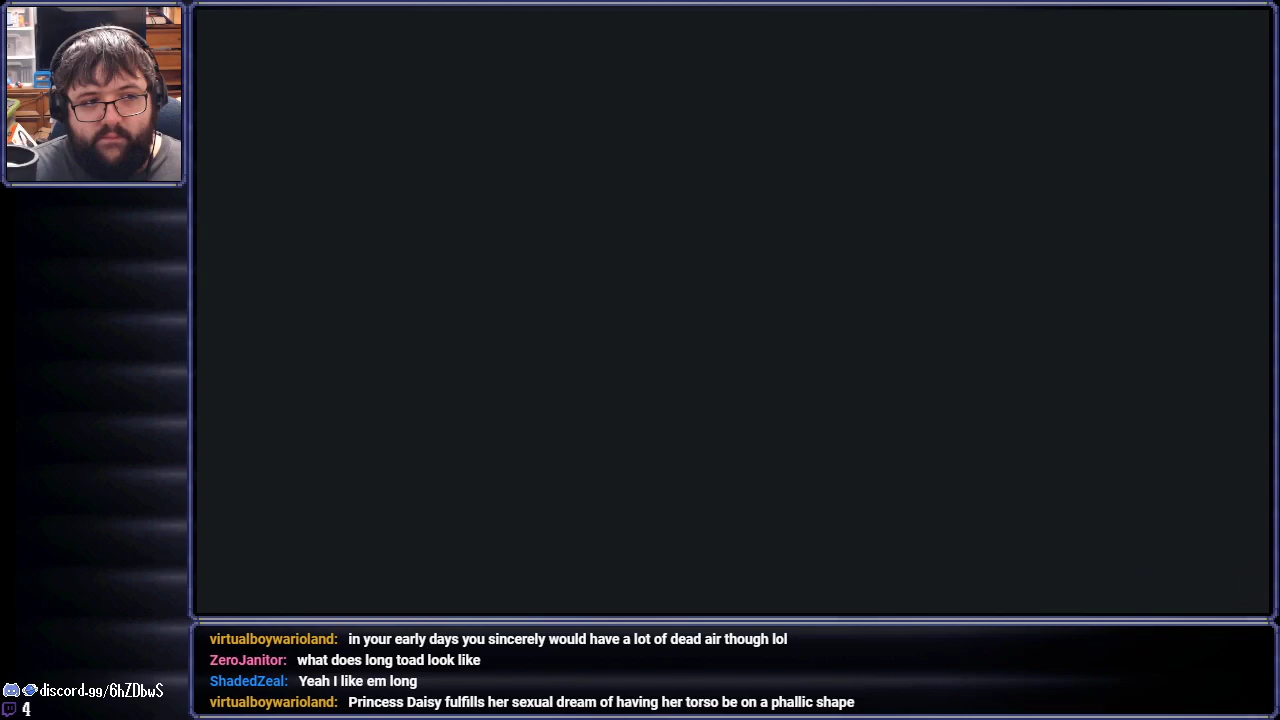 virtualboywarioland: in your early days you sincerely would have a lot of dead air though lol
ZeroJanitor: what does long toad look like
ShadedZeal: Yeah I like em long
virtualboywarioland: Princess Daisy fulfills her sexual dream of having her torso be on a phallic shape
discord.gg/6hZDbwS
4